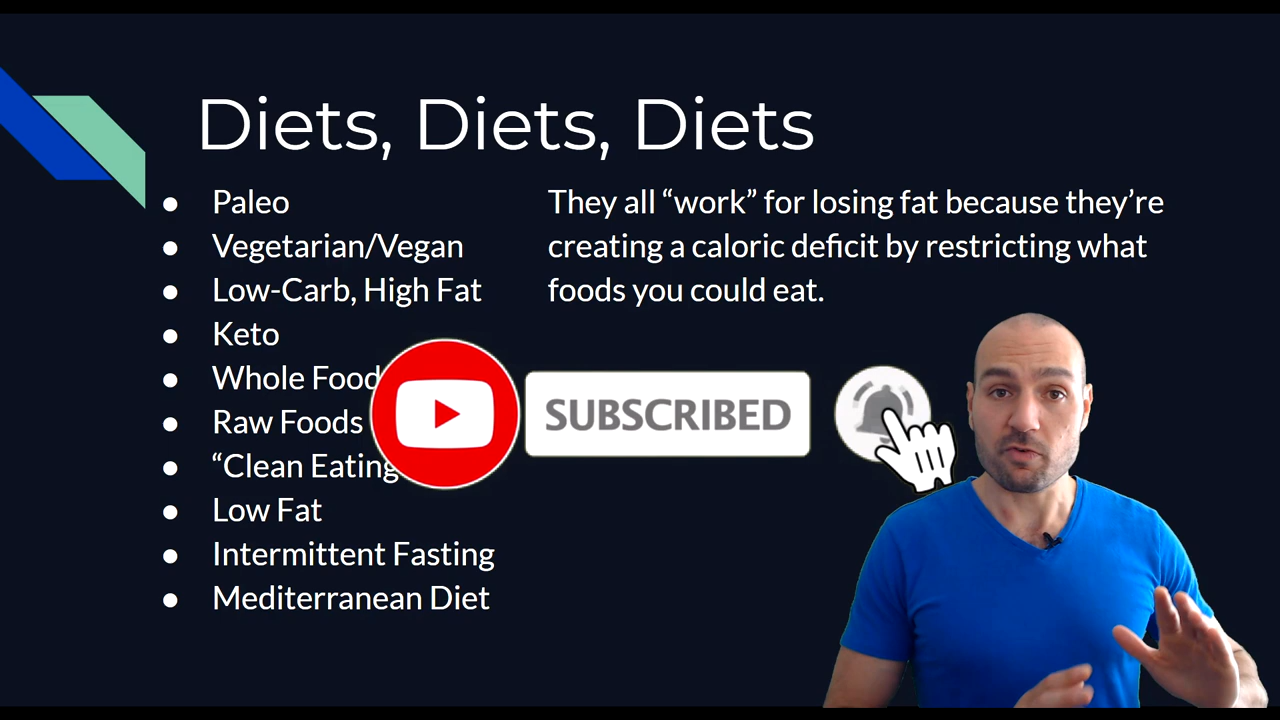 Diets, Diets, Diets
● Paleo
● Vegetarian/Vegan
● Low-Carb, High Fat
● Keto
● Whole Food
● Raw Foods
● “Clean Eating
● Low Fat
● Intermittent Fasting
● Mediterranean Diet
They all “work” for losing fat because they’re
creating a caloric deficit by restricting what
foods you could eat.
SUBSCRIBED